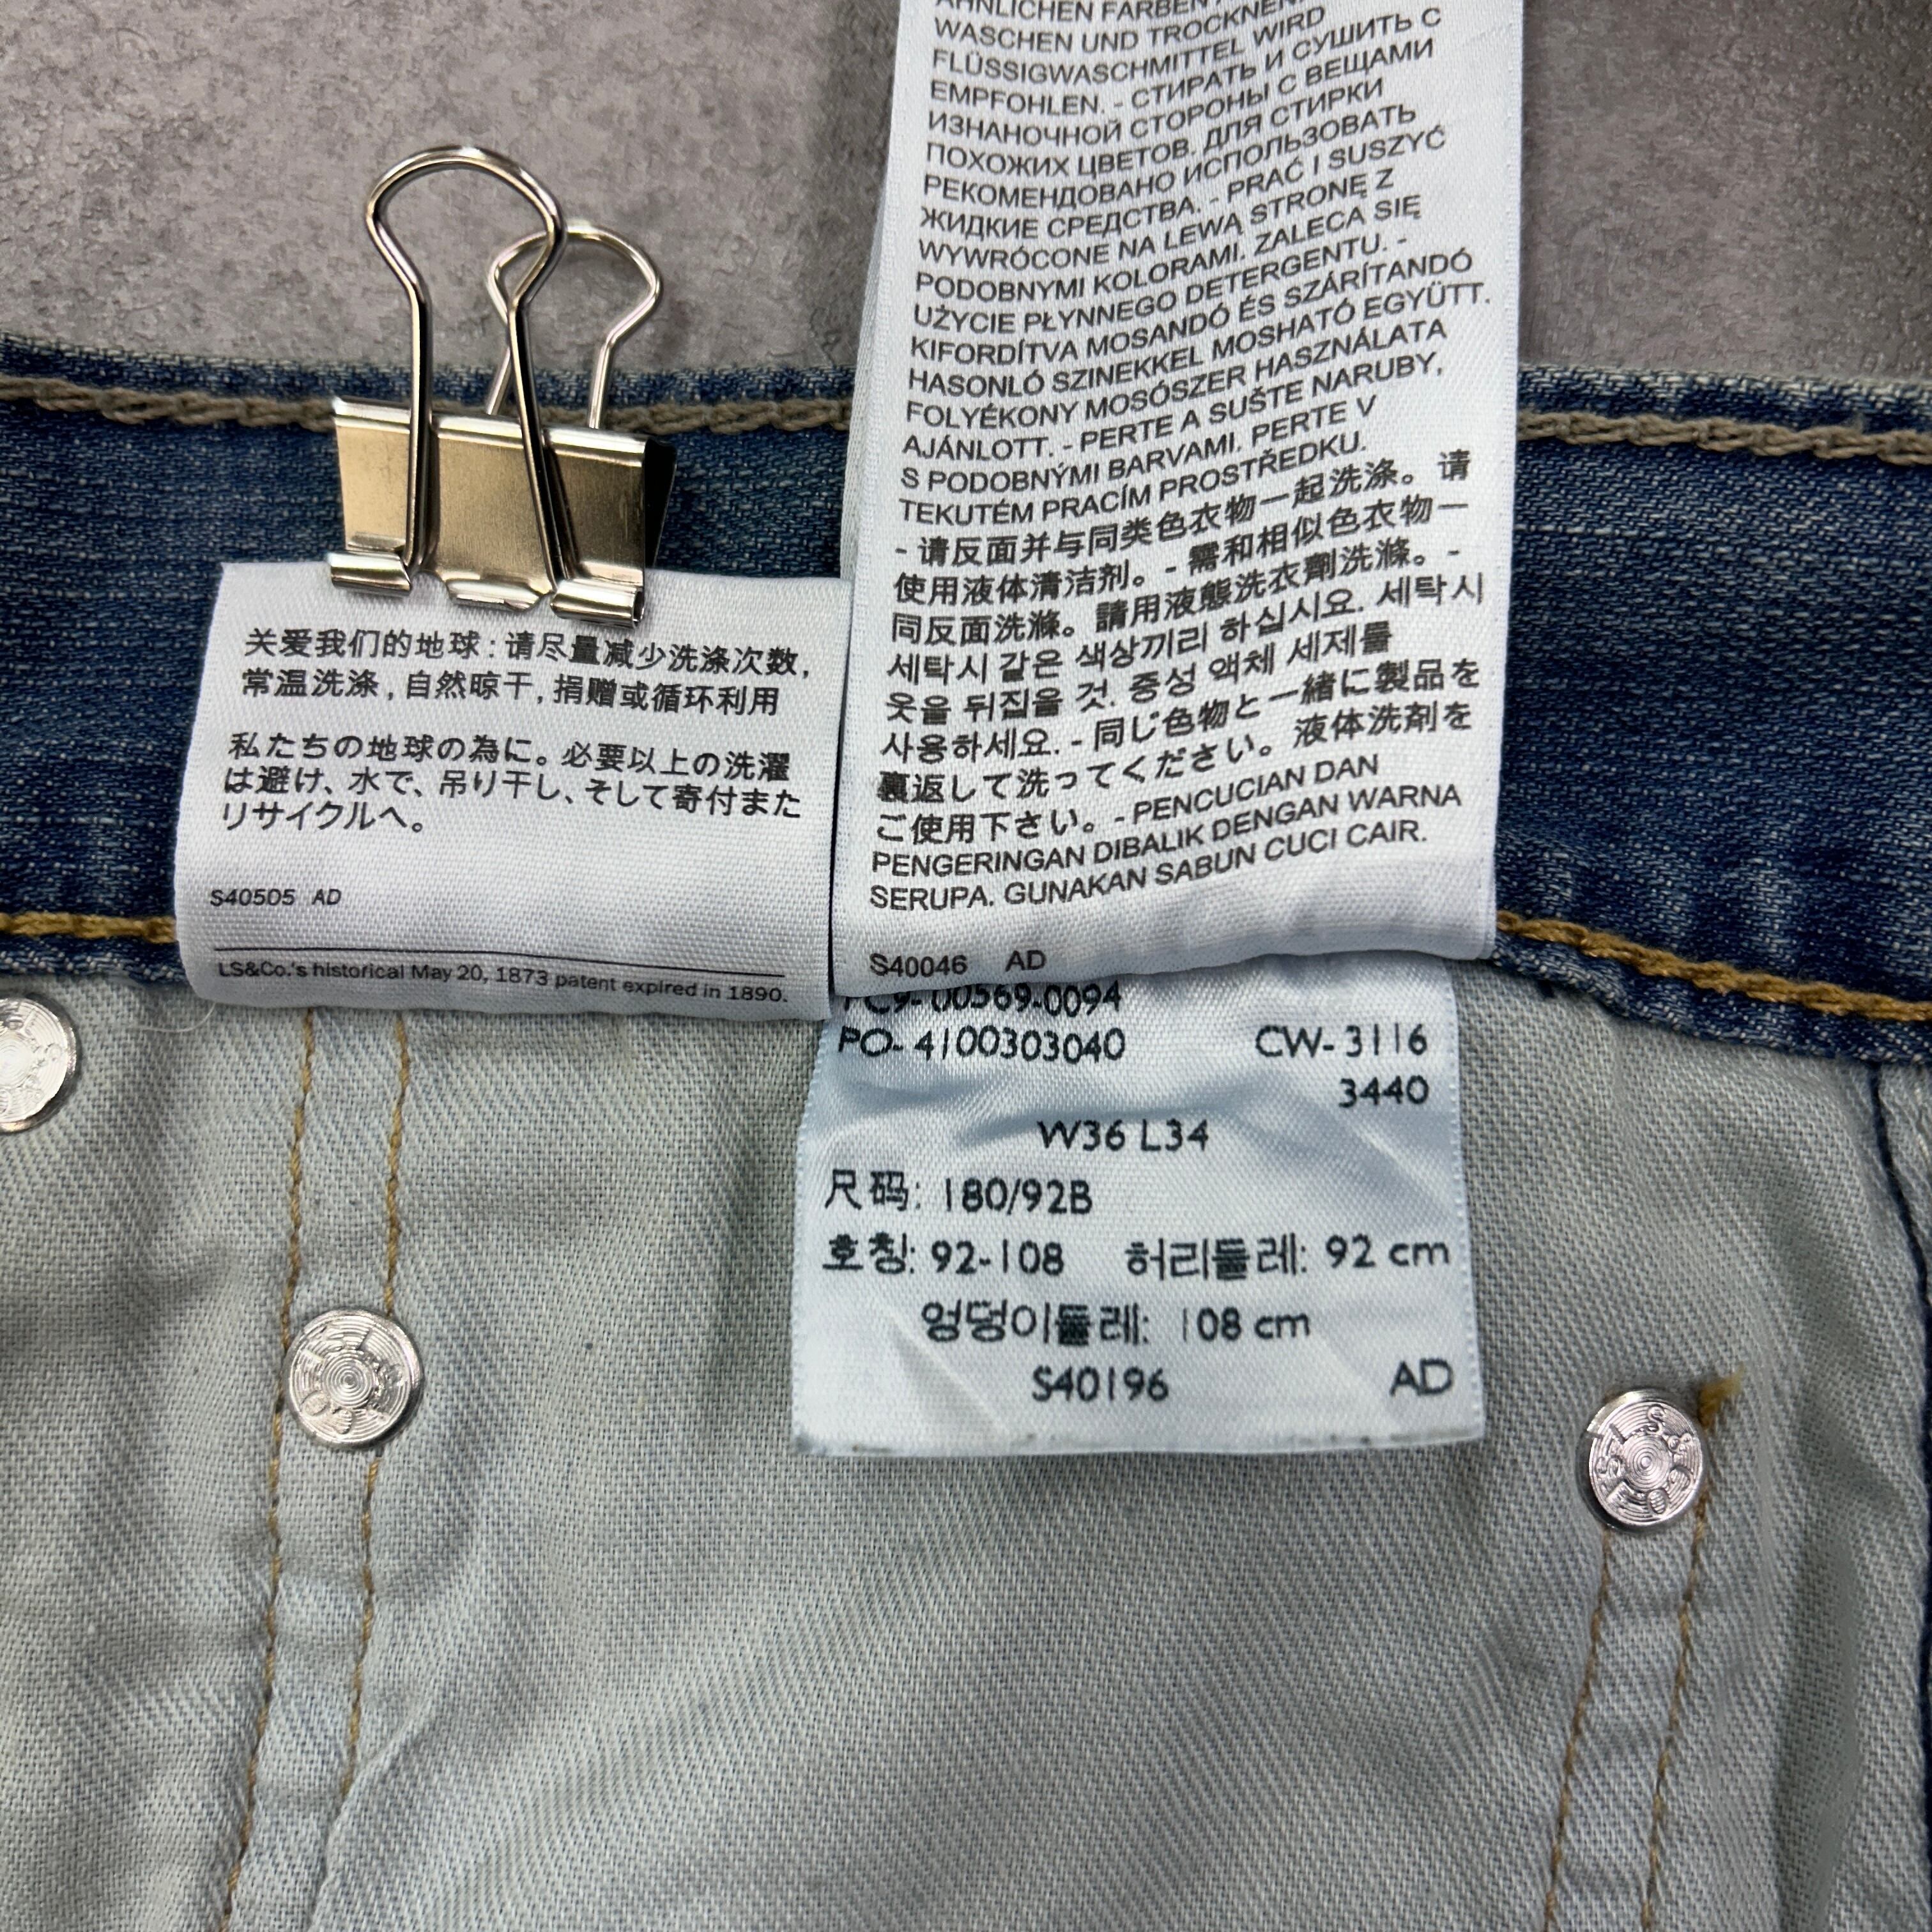 关爱我们的地球：请尽量减少洗涤次数，
常温洗涤，自然晾干，捐赠或循环利用
私たちの地球の為に。必要以上の洗濯
は避け、水で、吊り干し、そして寄付また
リサイクルへ。
S40505 AD
LS&Co.'s historical May 20, 1873 patent expired in 1890.
ÄHNLICHEN FARBEN
WASCHEN UND TROCKNEN.
FLÜSSIGWASCHMITTEL WIRD
EMPFOHLEN. - СТИРАТЬ И СУШИТЬ С
ИЗНАНОЧНОЙ СТОРОНЫ С ВЕЩАМИ
ПОХОЖИХ ЦВЕТОВ. ДЛЯ СТИРКИ
РЕКОМЕНДОВАНО ИСПОЛЬЗОВАТЬ
ЖИДКИЕ СРЕДСТВА. - PRAĆ I SUSZYĆ
WYWRÓCONE NA LEWĄ STRONĘ Z
PODOBNYMI KOLORAMI. ZALECA SIĘ
UŻYCIE PŁYNNEGO DETERGENTU. -
KIFORDÍTVA MOSANDÓ ÉS SZÁRÍTANDÓ
HASONLÓ SZINEKKEL MOSHATÓ EGYÜTT.
FOLYÉKONY MOSÓSZER HASZNÁLATA
AJÁNLOTT. - PERTE A SUŠTE NARUBY,
S PODOBNÝMI BARVAMI. PERTE V
TEKUTÉM PRACÍM PROSTŘEDKU.
- 请反面并与同类色衣物一起洗涤。请
使用液体清洁剂。- 需和相似色衣物一
同反面洗滌。請用液態洗衣劑洗滌。-
세탁시 같은 색상끼리 하십시요. 세탁시
옷을 뒤집을 것. 중성 액체 세제를
사용하세요. - 同じ色物と一緒に製品を
裏返して洗ってください。液体洗剤を
ご使用下さい。- PENCUCIAN DAN
PENGERINGAN DIBALIK DENGAN WARNA
SERUPA. GUNAKAN SABUN CUCI CAIR.
S40046 AD
00569-0094
PO- 4100303040 CW- 3116
3440
W36 L34
尺码: 180/92B
호칭: 92-108 허리둘레: 92 cm
엉덩이둘레: 108 cm
S40196 AD